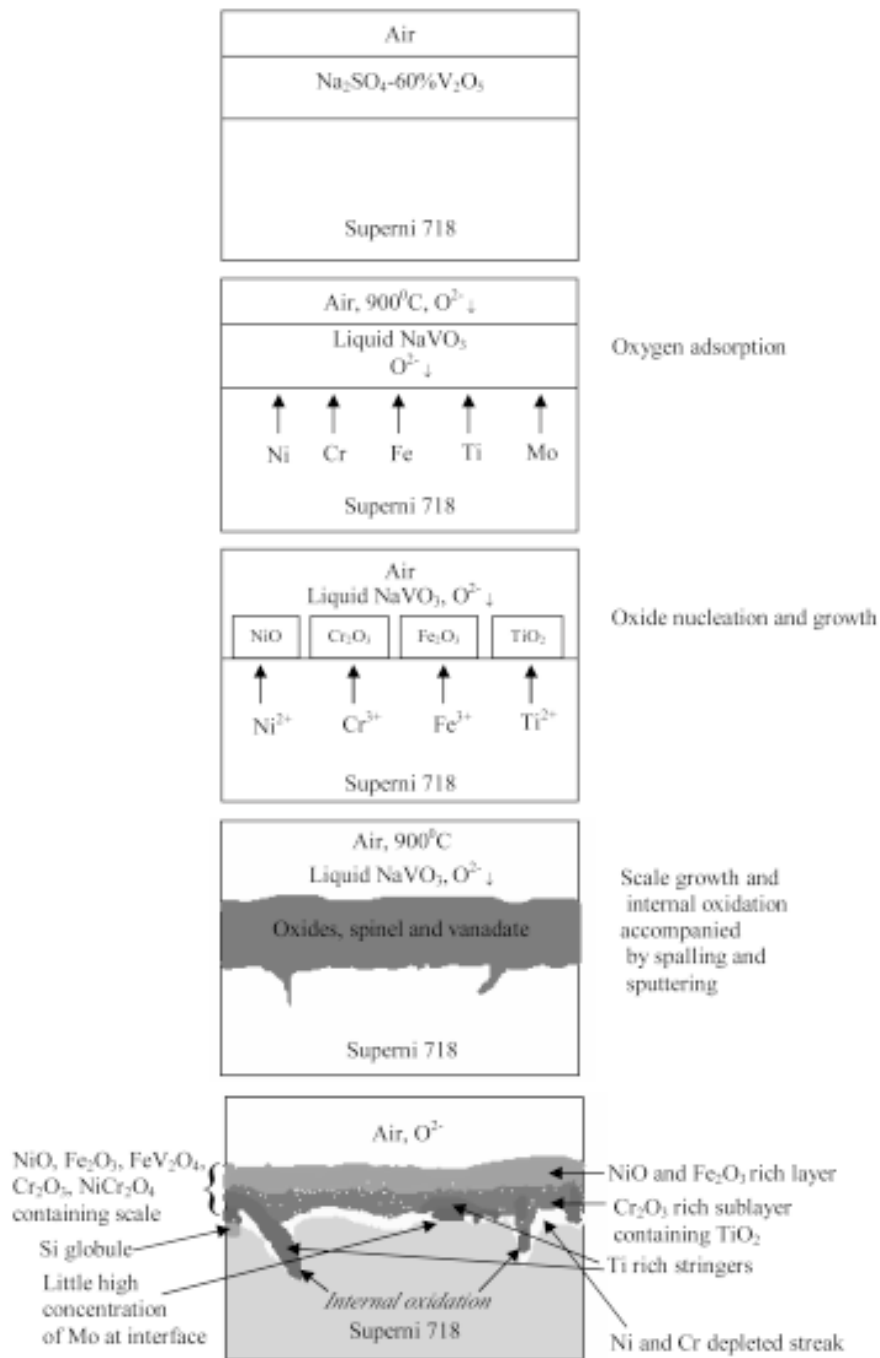 Air
Na₂SO₄-60%V₂O₅
Superni 718
Air, 900⁰C, O²⁻ ↓
Liquid NaVO₃
O²⁻ ↓
Oxygen adsorption
Ni Cr Fe Ti Mo
Superni 718
Air
Liquid NaVO₃, O²⁻ ↓
Oxide nucleation and growth
NiO Cr₂O₃ Fe₂O₃ TiO₂
Ni²⁺ Cr³⁺ Fe³⁺ Ti²⁺
Superni 718
Air, 900⁰C
Liquid NaVO₃, O²⁻ ↓
Oxides, spinel and vanadate
Scale growth and
internal oxidation
accompanied
by spalling and
sputtering
Superni 718
Air, O²⁻
NiO, Fe₂O₃, FeV₂O₄,
Cr₂O₃, NiCr₂O₄
containing scale
Si globule
Little high
concentration
of Mo at interface
NiO and Fe₂O₃ rich layer
Cr₂O₃ rich sublayer
containing TiO₂
Ti rich stringers
Internal oxidation
Superni 718
Ni and Cr depleted streak